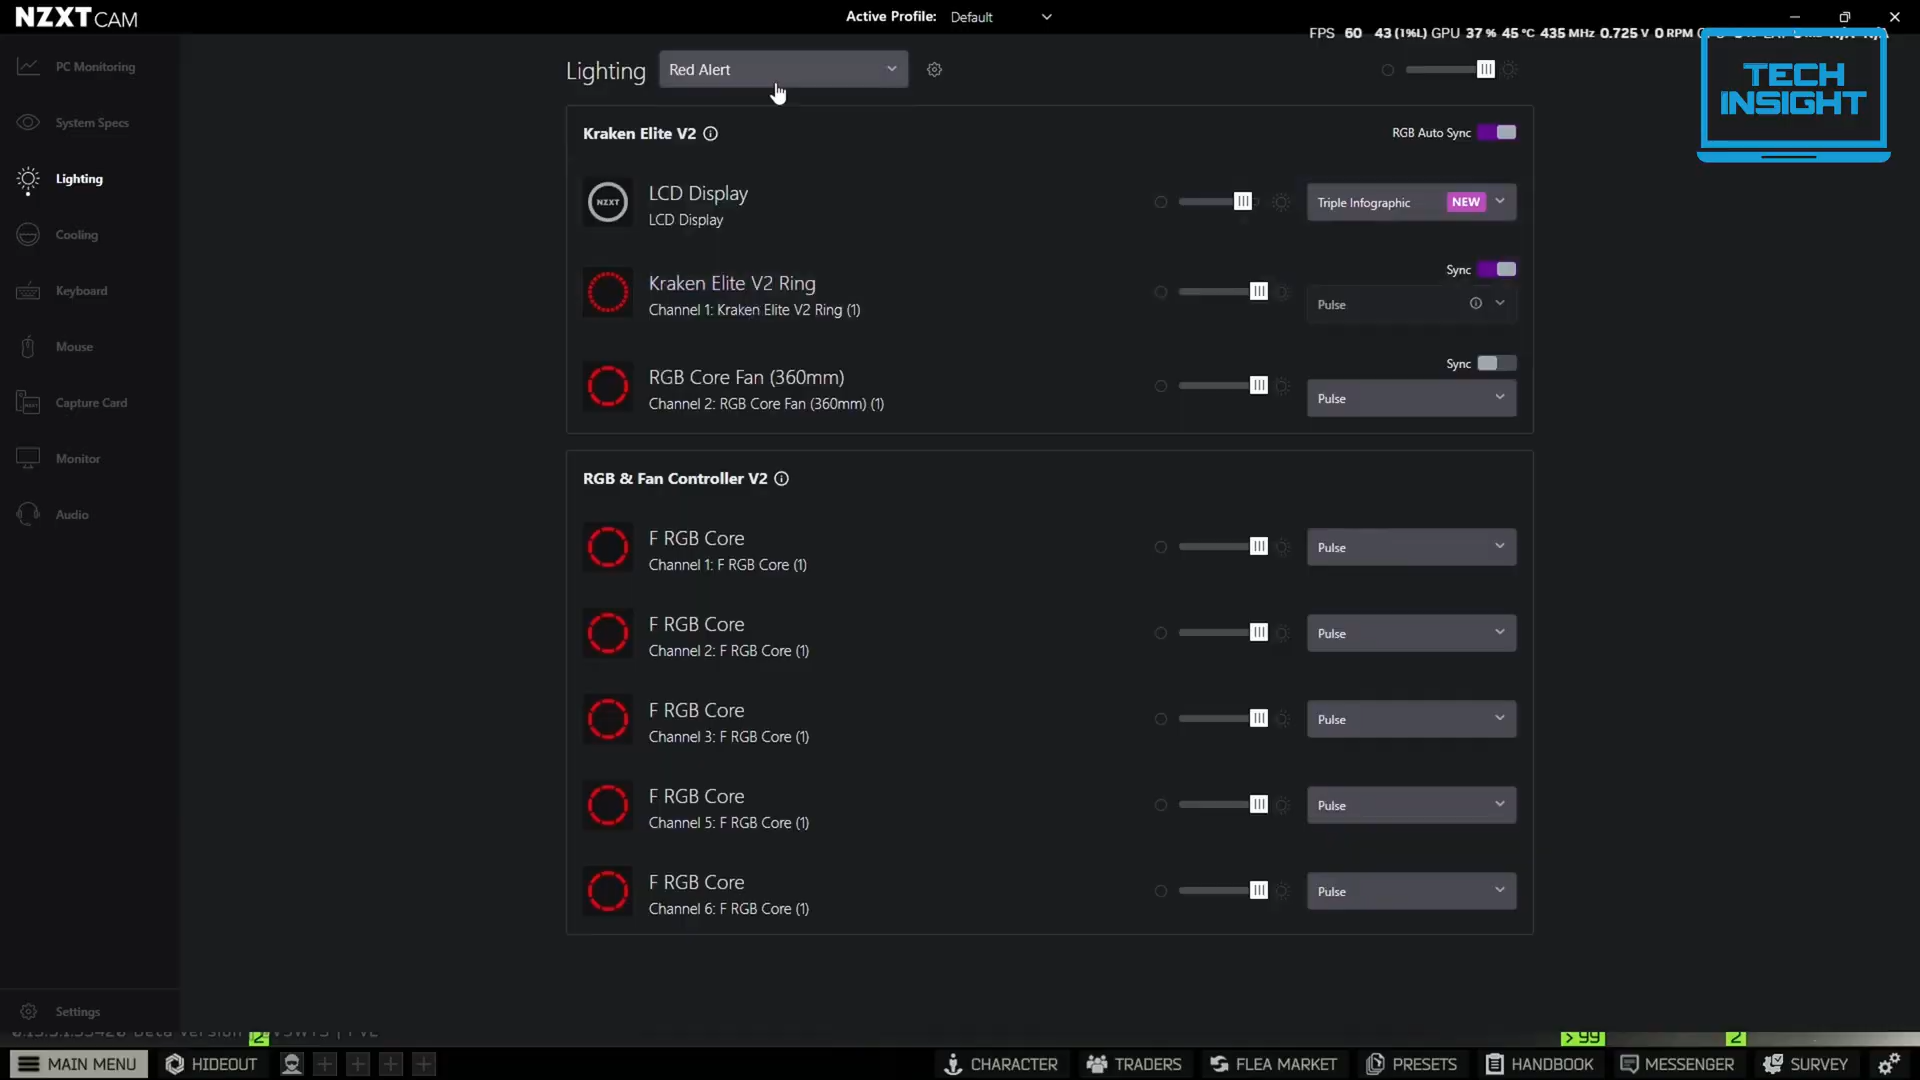 NZXT CAM
Active Profile: Default
FPS 60 43 (1%L) GPU 37 % 45 °C 435 MHz 0.725 V 0 RPM
TECH
INSIGHT
PC Monitoring
System Specs
Lighting
Cooling
Keyboard
Mouse
Capture Card
Monitor
Audio
Settings
Lighting Red Alert
Kraken Elite V2
RGB Auto Sync
NZXT
LCD Display
LCD Display
Triple Infographic NEW
Kraken Elite V2 Ring
Channel 1: Kraken Elite V2 Ring (1)
Sync
Pulse
RGB Core Fan (360mm)
Channel 2: RGB Core Fan (360mm) (1)
Sync
Pulse
RGB & Fan Controller V2
F RGB Core
Channel 1: F RGB Core (1)
Pulse
F RGB Core
Channel 2: F RGB Core (1)
Pulse
F RGB Core
Channel 3: F RGB Core (1)
Pulse
F RGB Core
Channel 5: F RGB Core (1)
Pulse
F RGB Core
Channel 6: F RGB Core (1)
Pulse
2
> 99
2
MAIN MENU
HIDEOUT
CHARACTER
TRADERS
FLEA MARKET
PRESETS
HANDBOOK
MESSENGER
SURVEY